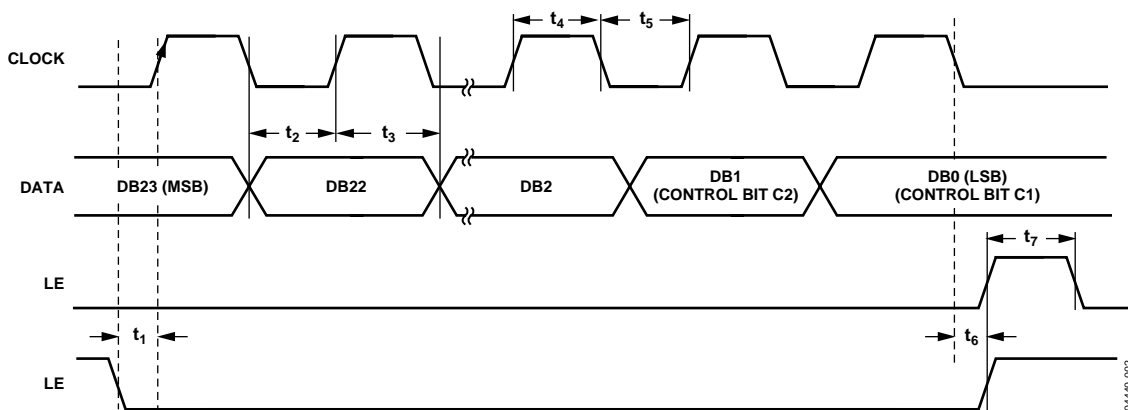 t4
t5
CLOCK
t2
t3
DATA
DB23 (MSB)
DB22
DB2
DB1
(CONTROL BIT C2)
DB0 (LSB)
(CONTROL BIT C1)
t7
LE
t1
t6
LE